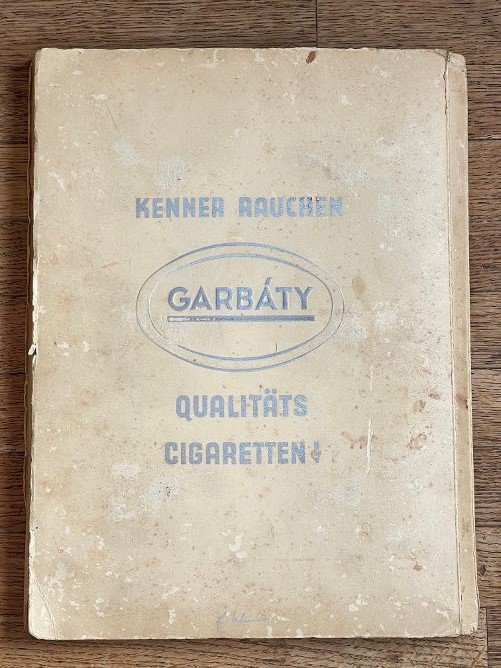 KENNER RAUCHEN
GARBÁTY
QUALITÄTS
CIGARETTEN!